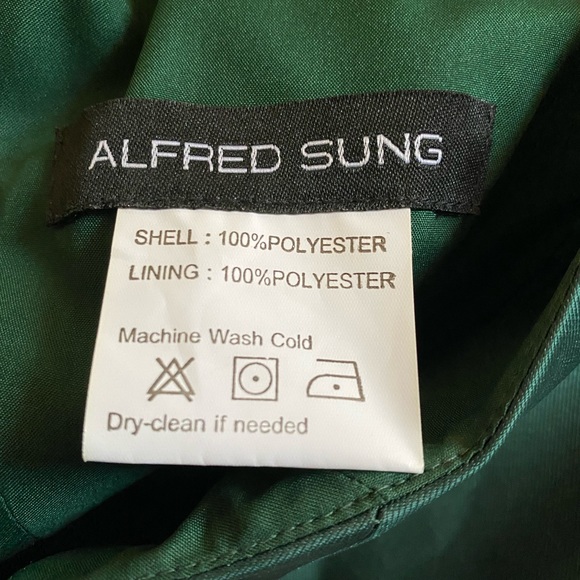 ALFRED SUNG
SHELL : 100%POLYESTER
LINING : 100%POLYESTER
Machine Wash Cold
Dry-clean if needed